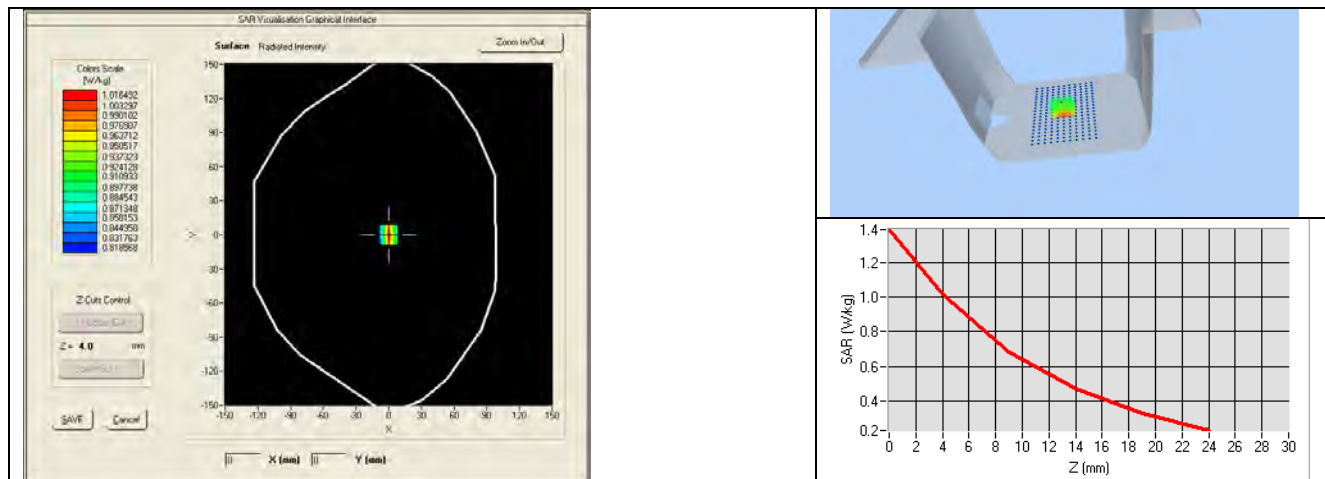 SAR Visualisation Graphical Interface
Surface Radiated Intensity
Zoom In/Out
Colors Scale
[W/kg]
1.016492
1.003297
0.990102
0.976907
0.963712
0.950517
0.937323
0.924128
0.910933
0.897738
0.884543
0.871348
0.858153
0.844958
0.831763
0.818568
150-
120-
90-
60-
30-
Y 0-
30-
-60-
-90-
-120-
-150-
-150 -120 -90 -60 -30 0 30 60 90 120 150
X
Z Cuts Control
Z = 4.0 mm
SAVE Cancel
0 X (mm) 0 Y (mm)
1.4-
1.2-
1.0-
0.8-
0.6-
0.4-
0.2-
SAR (W/kg)
0 2 4 6 8 10 12 14 16 18 20 22 24 26 28 30
Z (mm)